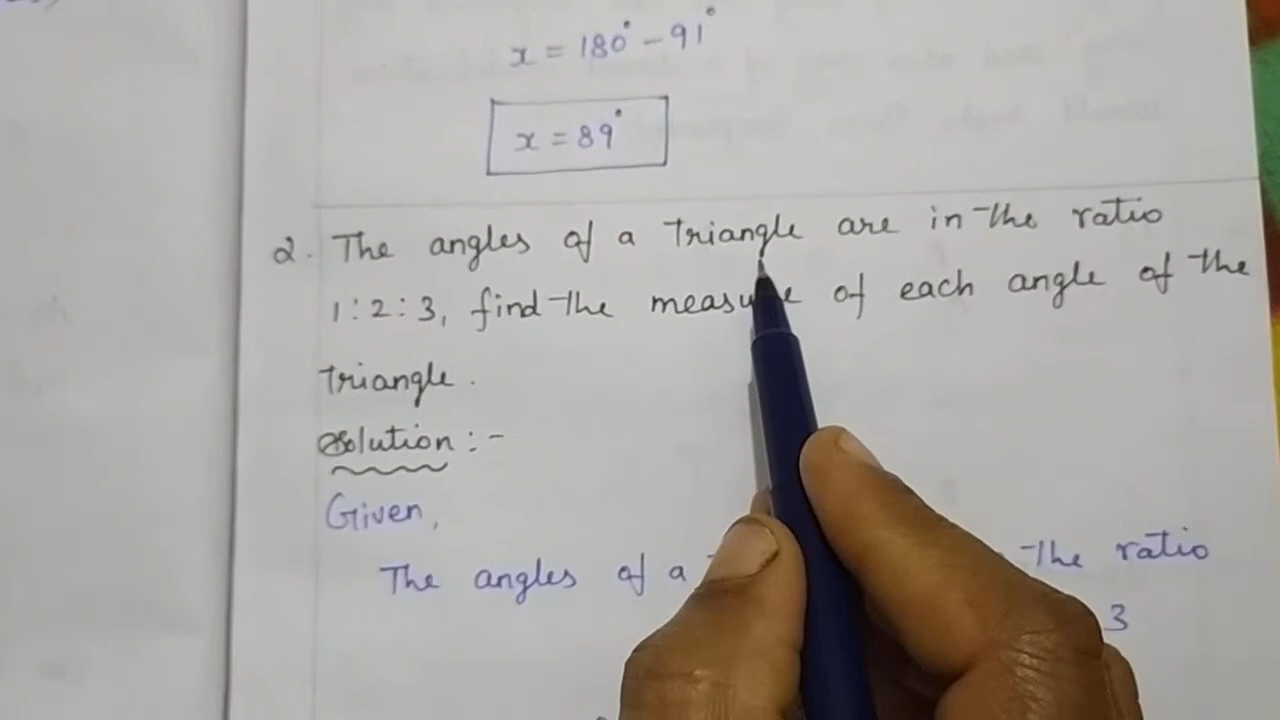 x = 180° - 91°
x = 89°
2. The angles of a triangle are in the ratio
1:2:3, find the measure of each angle of the
triangle.
Solution :-
Given,
The angles of a the ratio
3